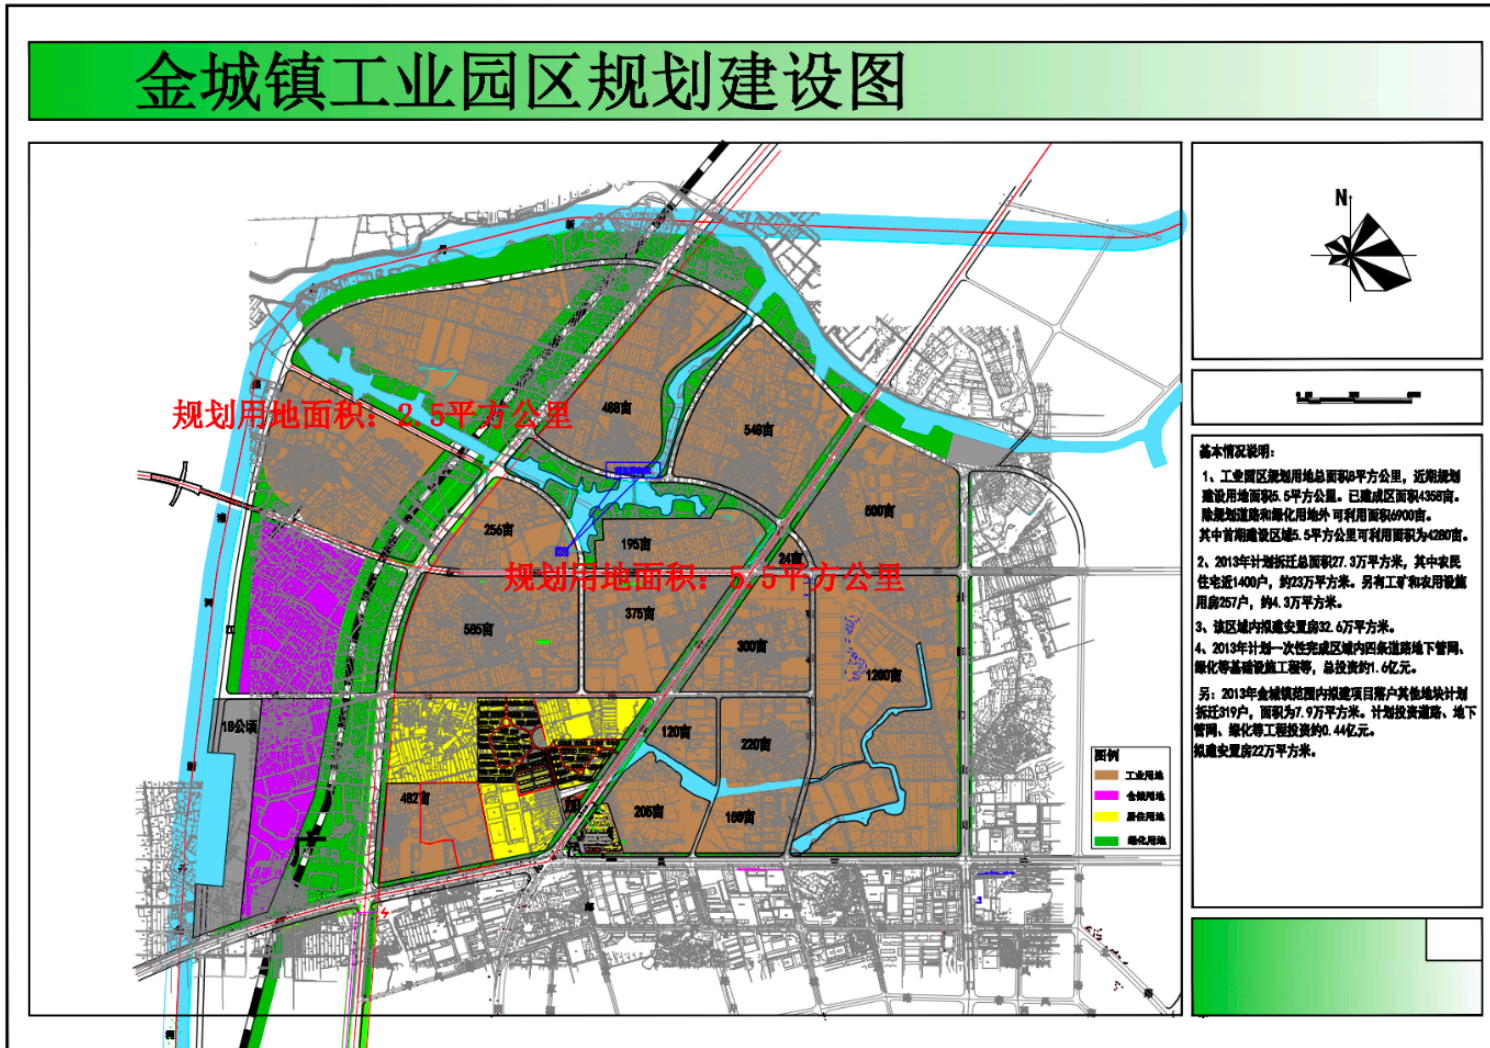 金城镇工业园区规划建设图
N
规划用地面积：2.5平方公里
488亩
548亩
500亩
256亩
195亩
24亩
规划用地面积：5.5平方公里
585亩
375亩
300亩
1200亩
18公顷
120亩
220亩
482亩
205亩
150亩
图例
工业用地
仓储用地
居住用地
绿化用地
基本情况说明：
1、工业园区规划用地总面积8平方公里，近期规划
建设用地面积5.5平方公里。已建成区面积4358亩。
除规划道路和绿化用地外可利用面积6900亩。
其中首期建设区域5.5平方公里可利用面积为4280亩。
2、2013年计划拆迁总面积27.3万平方米，其中农民
住宅近1400户，约23万平方米。另有工矿和农用设施
用房257户，约4.3万平方米。
3、该区域内拟建安置房32.6万平方米。
4、2013年计划一次性完成区域内四条道路地下管网、
绿化等基础设施工程等，总投资约1.6亿元。
另：2013年金城镇范围内拟建项目落户其他地块计划
拆迁319户，面积为7.9万平方米。计划投资道路、地下
管网、绿化等工程投资约0.44亿元。
拟建安置房22万平方米。